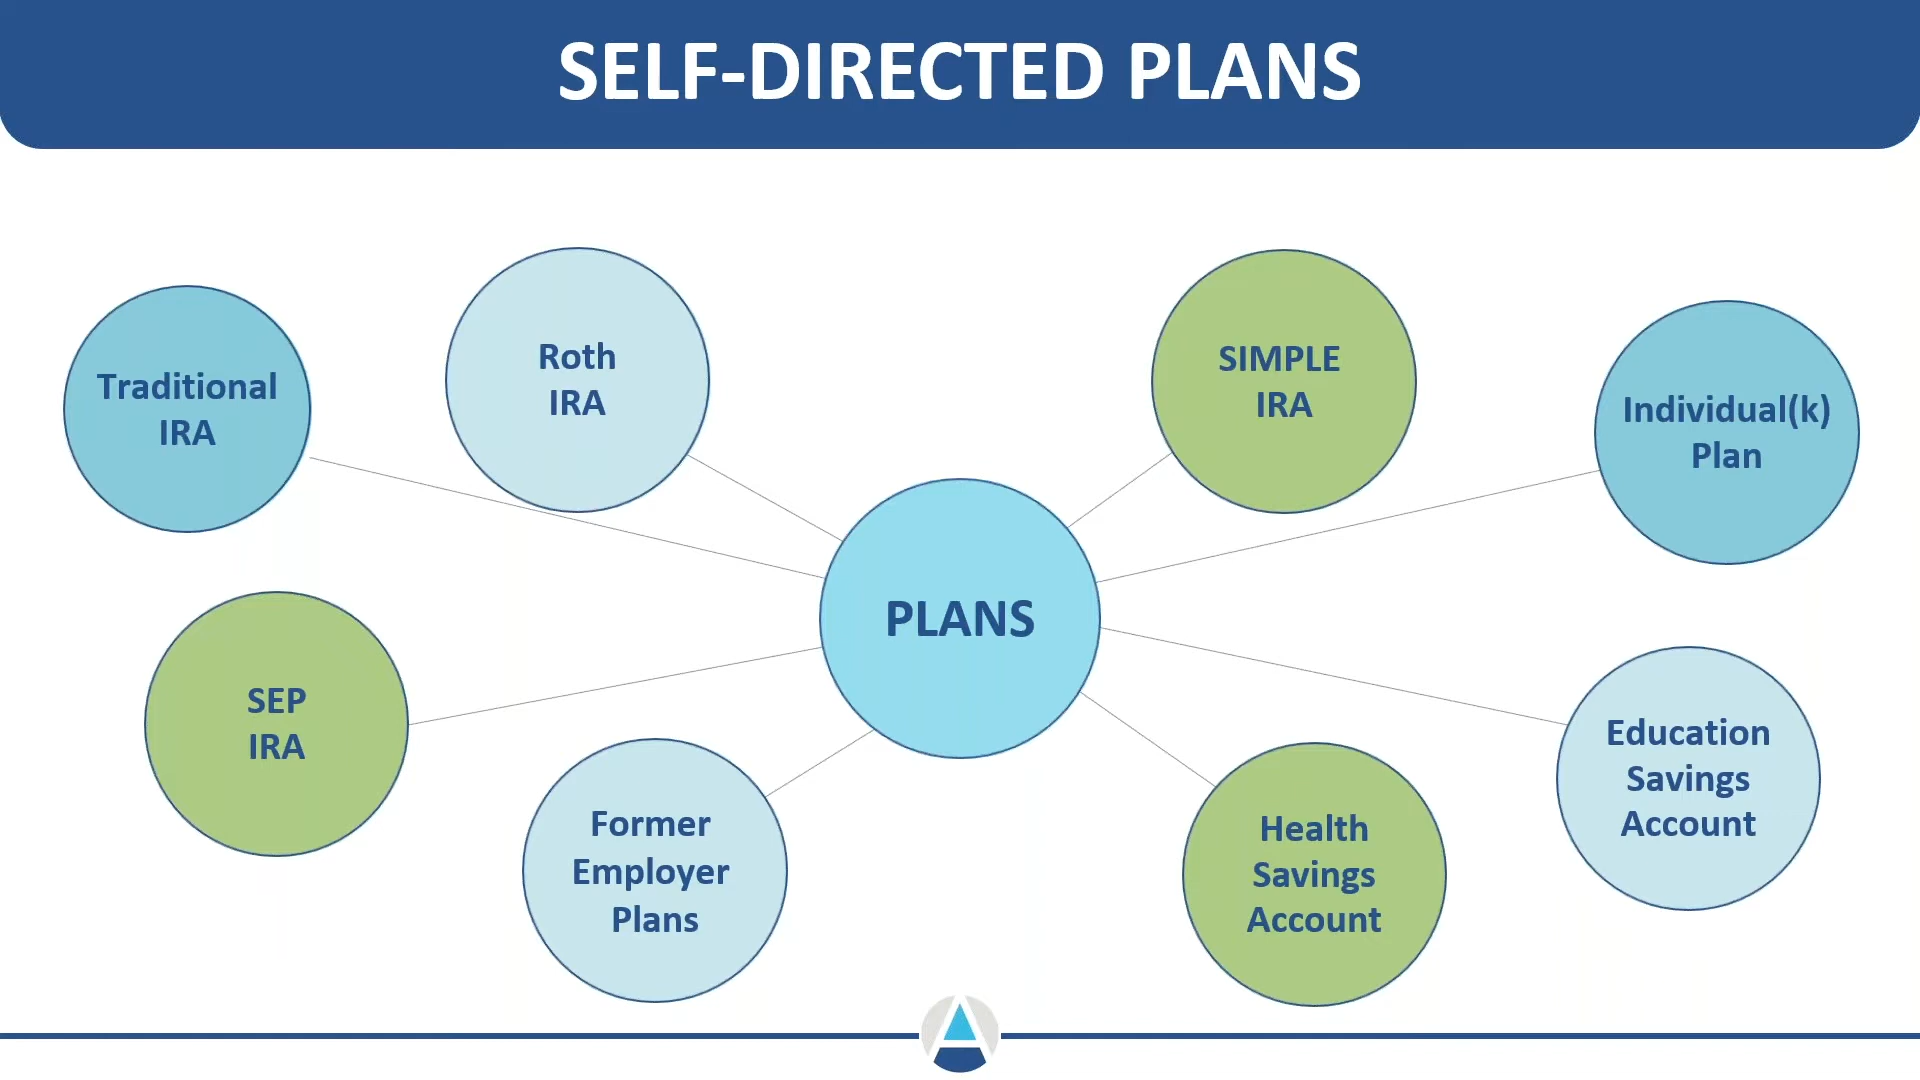 SELF-DIRECTED PLANS
Traditional
IRA
Roth
IRA
SIMPLE
IRA
Individual(k)
Plan
PLANS
SEP
IRA
Former
Employer
Plans
Health
Savings
Account
Education
Savings
Account